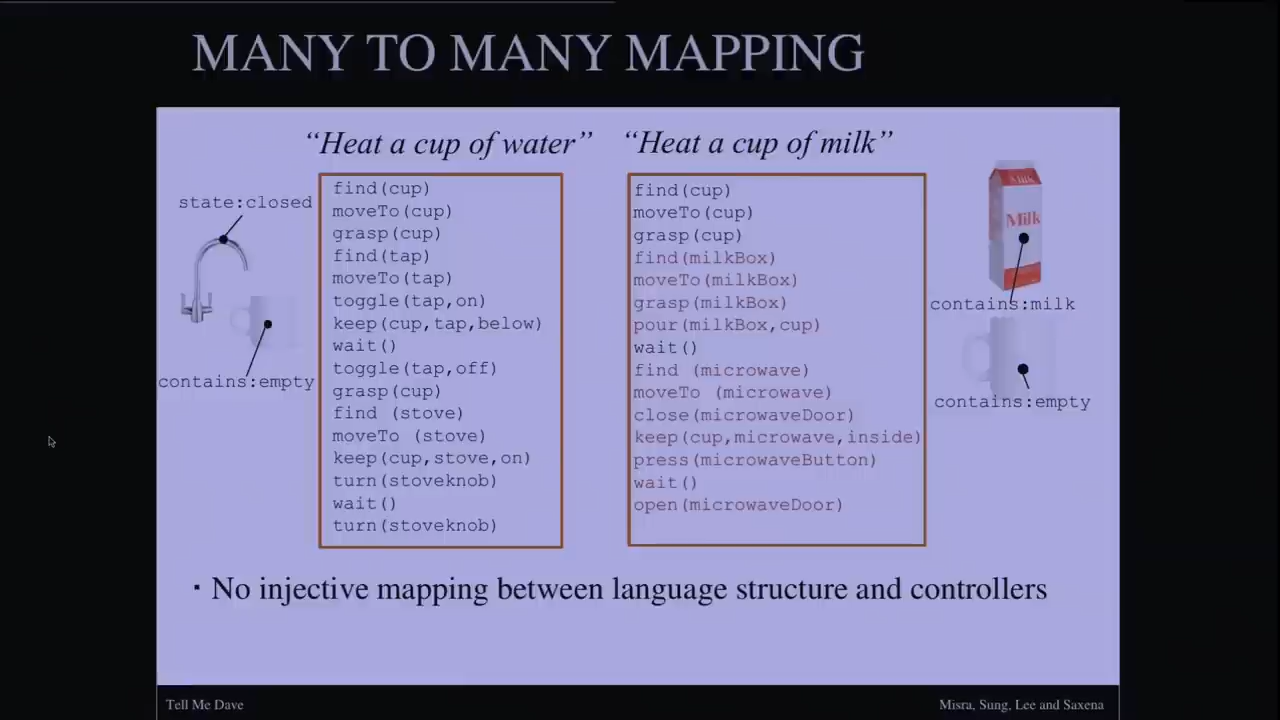 MANY TO MANY MAPPING
“Heat a cup of water”
“Heat a cup of milk”
state:closed
contains:empty
find(cup)
moveTo(cup)
grasp(cup)
find(tap)
moveTo(tap)
toggle(tap,on)
keep(cup,tap,below)
wait()
toggle(tap,off)
grasp(cup)
find (stove)
moveTo (stove)
keep(cup,stove,on)
turn(stoveknob)
wait()
turn(stoveknob)
find(cup)
moveTo(cup)
grasp(cup)
find(milkBox)
moveTo(milkBox)
grasp(milkBox)
pour(milkBox,cup)
wait()
find (microwave)
moveTo (microwave)
close(microwaveDoor)
keep(cup,microwave,inside)
press(microwaveButton)
wait()
open(microwaveDoor)
Milk
Milk
contains:milk
contains:empty
▪ No injective mapping between language structure and controllers
Tell Me Dave
Misra, Sung, Lee and Saxena